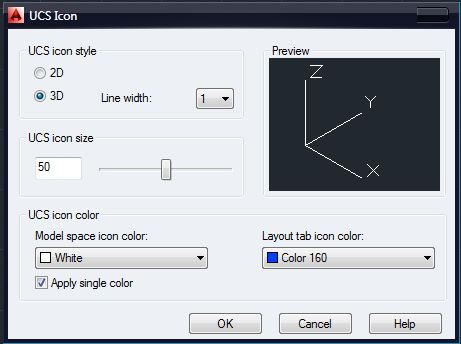 UCS Icon
UCS icon style
2D
3D
Line width:
1
Preview
Z
Y
X
UCS icon size
50
UCS icon color
Model space icon color:
Layout tab icon color:
White
Color 160
Apply single color
OK
Cancel
Help